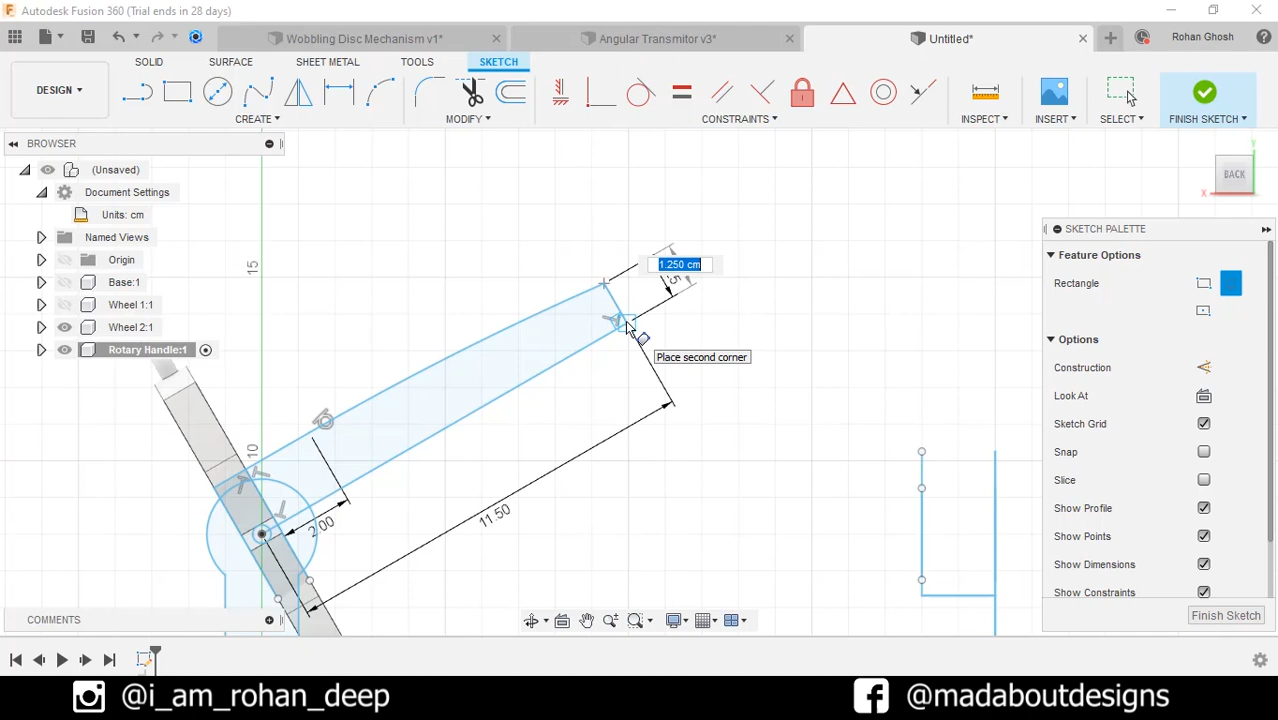 Autodesk Fusion 360 (Trial ends in 28 days)
Wobbling Disc Mechanism v1*
Angular Transmitor v3*
Untitled*
Rohan Ghosh
SOLID SURFACE SHEET METAL TOOLS SKETCH
DESIGN
CREATE MODIFY CONSTRAINTS INSPECT INSERT SELECT FINISH SKETCH
BROWSER
(Unsaved)
Document Settings
Units: cm
Named Views
Origin
Base:1
Wheel 1:1
Wheel 2:1
Rotary Handle:1
15
10
1.250 cm
Place second corner
2.00
11.50
Y
X
BACK
SKETCH PALETTE
Feature Options
Rectangle
Options
Construction
Look At
Sketch Grid
Snap
Slice
Show Profile
Show Points
Show Dimensions
Show Constraints
Finish Sketch
COMMENTS
@i_am_rohan_deep
@madaboutdesigns